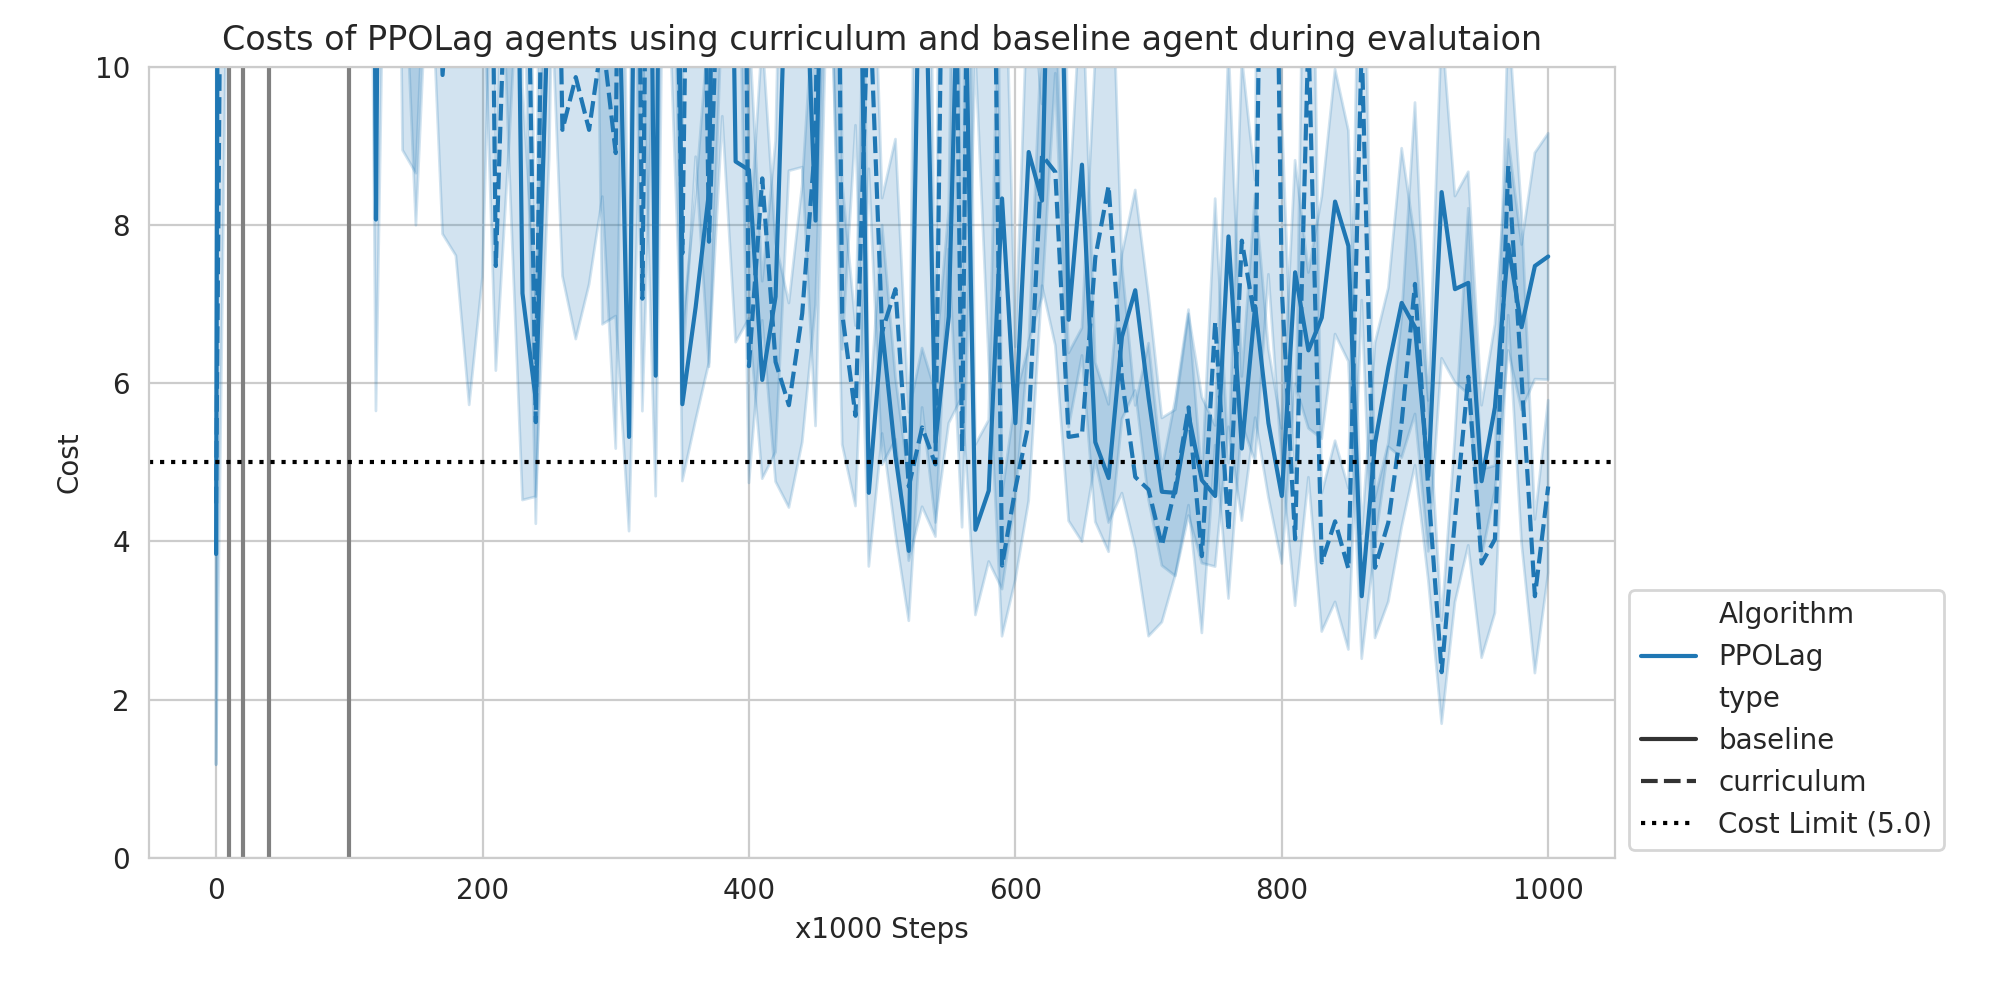 Costs of PPOLag agents using curriculum and baseline agent during evalutaion
10
8
6
4
2
0
Cost
0 200 400 600 800 1000
x1000 Steps
Algorithm
PPOLag
type
baseline
curriculum
Cost Limit (5.0)